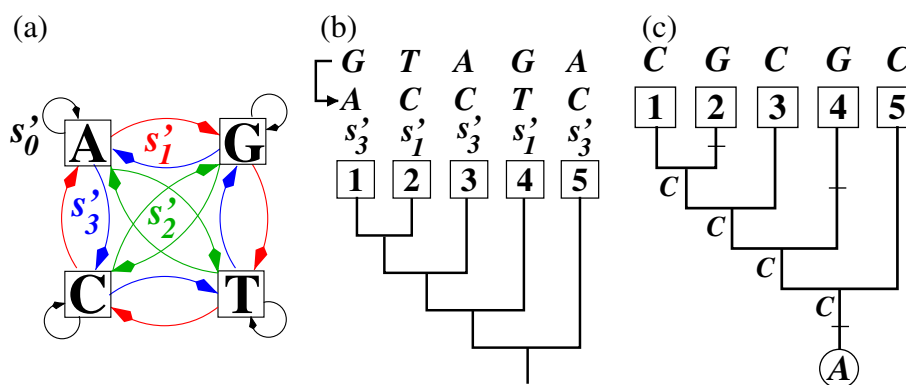 (a)
s'0 A s'1 G
s'3 s'2
C T
(b)
G T A G A
A C C T C
s'3 s'1 s'3 s'1 s'3
1 2 3 4 5
(c)
C G C G C
1 2 3 4 5
C
C
C
C
A